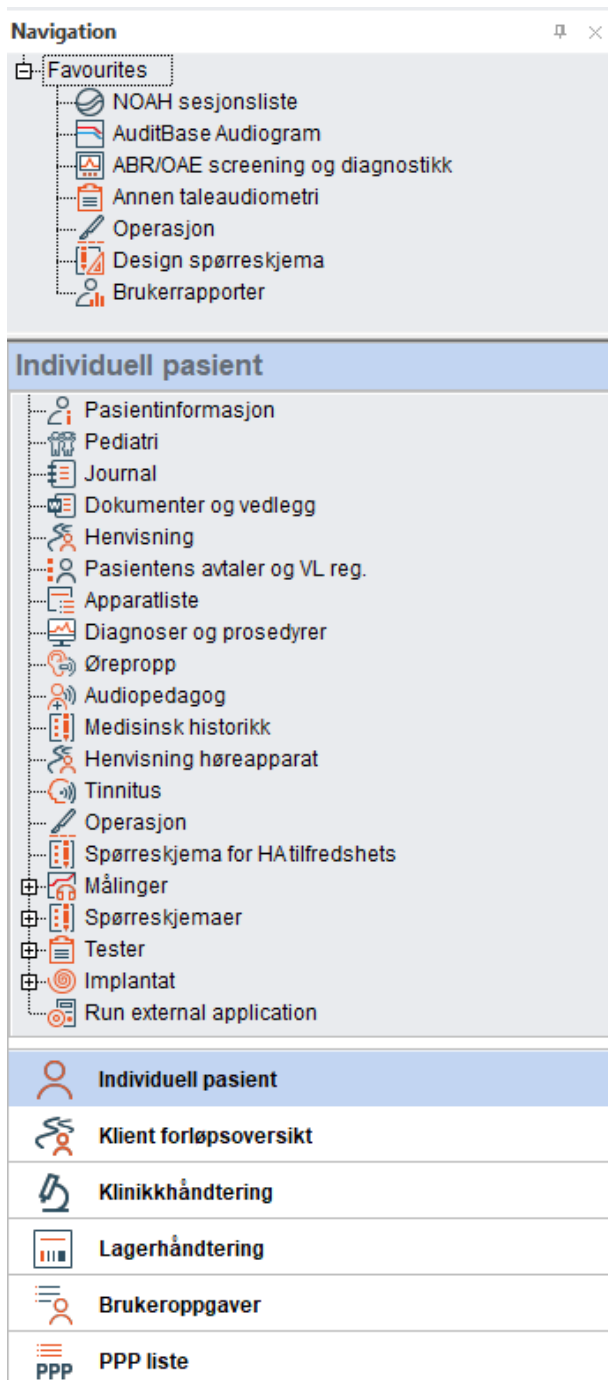 Navigation
Favourites
NOAH sesjonsliste
AuditBase Audiogram
ABR/OAE screening og diagnostikk
Annen taleaudiometri
Operasjon
Design spørreskjema
Brukerrapporter
Individuell pasient
Pasientinformasjon
Pediatri
Journal
Dokumenter og vedlegg
Henvisning
Pasientens avtaler og VL reg.
Apparatliste
Diagnoser og prosedyrer
Ørepropp
Audiopedagog
Medisinsk historikk
Henvisning høreapparat
Tinnitus
Operasjon
Spørreskjema for HA tilfredshets
Målinger
Spørreskjemaer
Tester
Implantat
Run external application
Individuell pasient
Klient forløpsoversikt
Klinikkhåndtering
Lagerhåndtering
Brukeroppgaver
PPP PPP liste